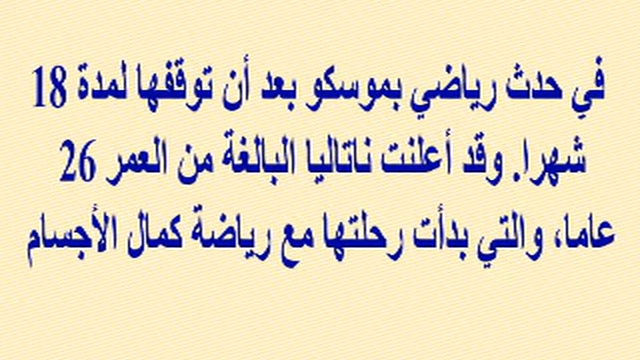 في حدث رياضي بموسكو بعد أن توقفها لمدة 18
شهرا. وقد أعلنت ناتاليا البالغة من العمر 26
عاما، والتي بدأت رحلتها مع رياضة كمال الأجسام